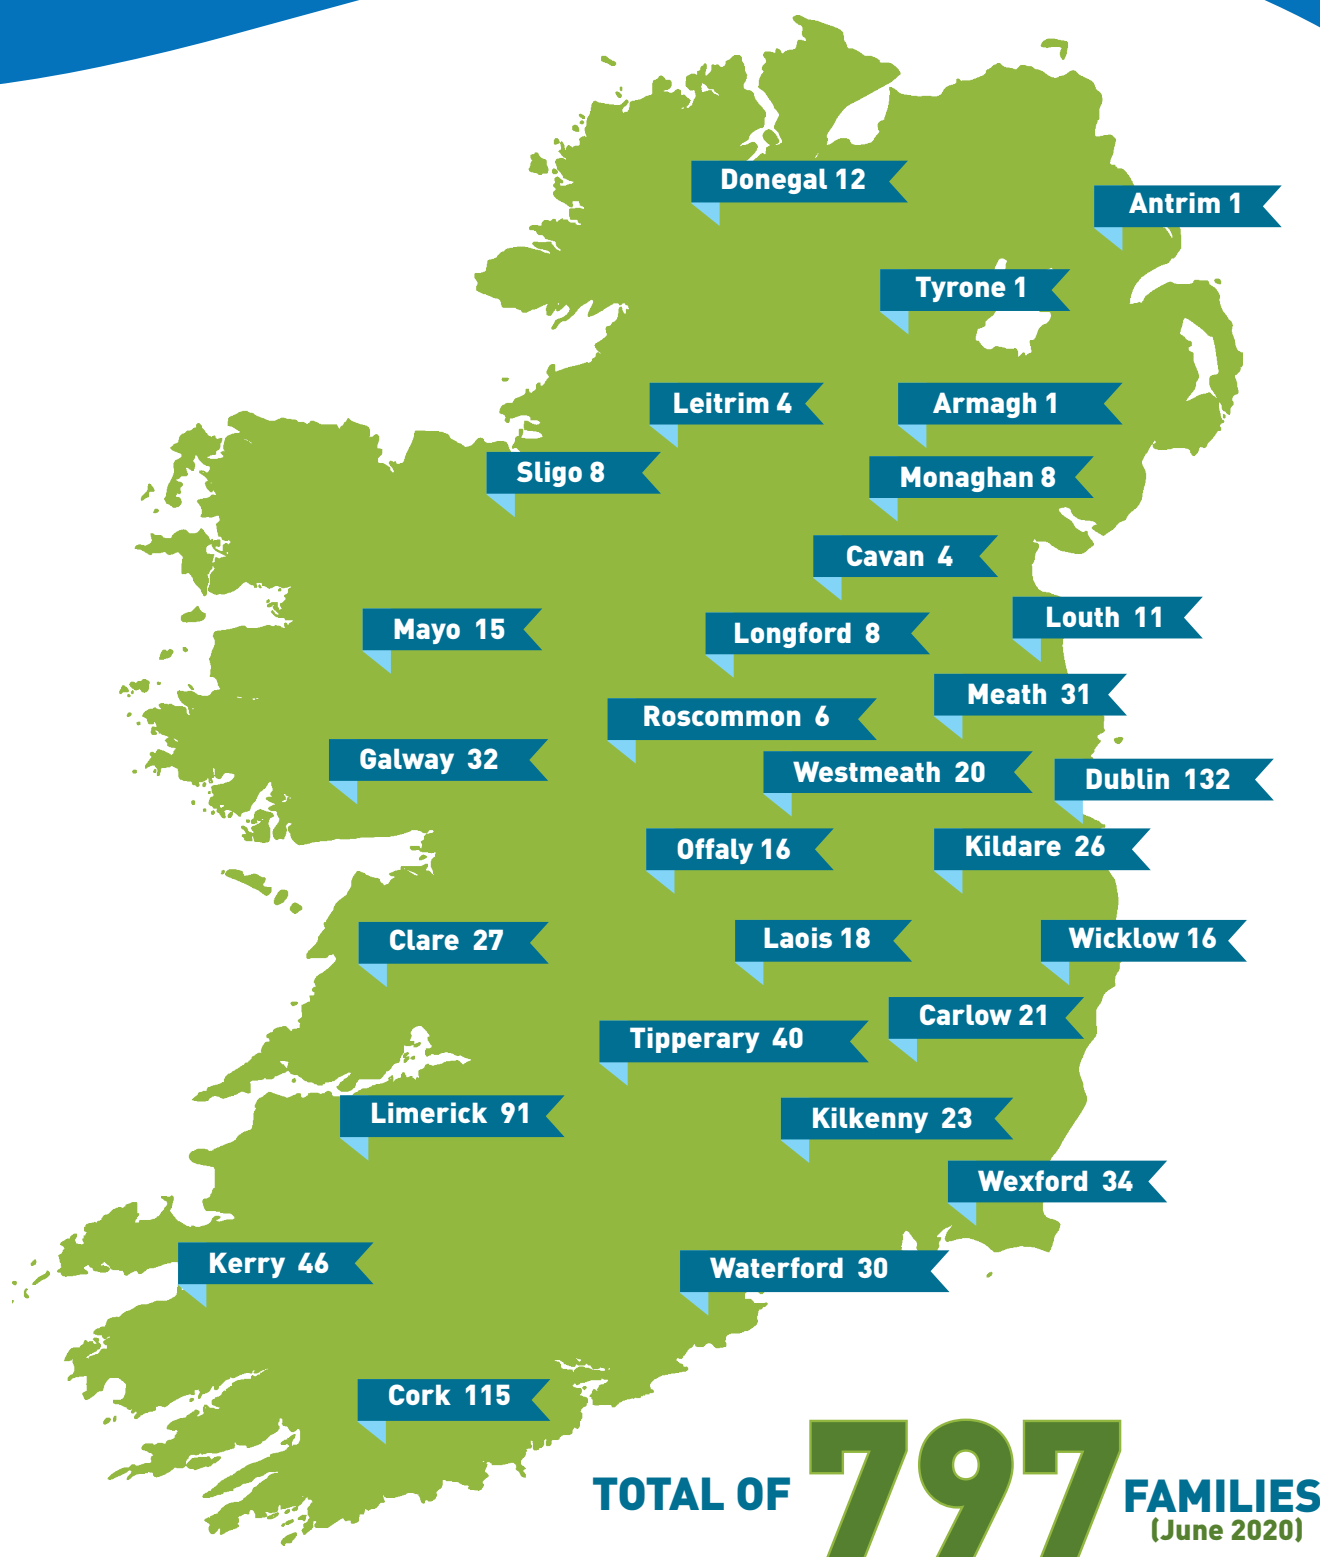 Donegal 12
Antrim 1
Tyrone 1
Leitrim 4
Armagh 1
Sligo 8
Monaghan 8
Cavan 4
Mayo 15
Longford 8
Louth 11
Meath 31
Roscommon 6
Galway 32
Westmeath 20
Dublin 132
Offaly 16
Kildare 26
Clare 27
Laois 18
Wicklow 16
Carlow 21
Tipperary 40
Limerick 91
Kilkenny 23
Wexford 34
Kerry 46
Waterford 30
Cork 115
TOTAL OF 797 FAMILIES
(June 2020)